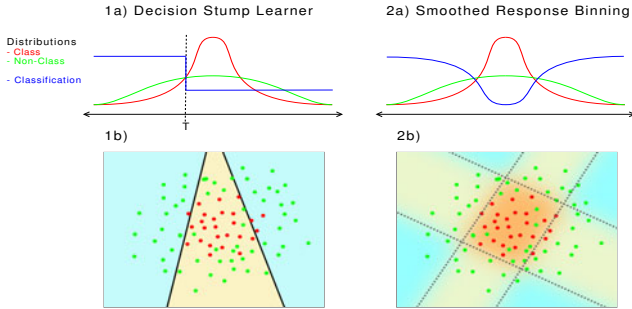 1a) Decision Stump Learner
2a) Smoothed Response Binning
Distributions
- Class
- Non-Class
- Classification
T
1b)
2b)